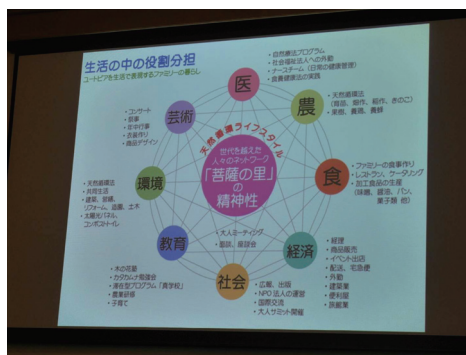 生活の中の役割分担
ユートピアを生活で表現するファミリーの暮らし
医
・自然療法プログラム
・社会福祉法人への外勤
・ナースチーム（日常の健康管理）
・食養健康法の実践
農
・天然循環法
（育苗、畑作、稲作、きのこ）
・果樹、養鶏、養蜂
食
・ファミリーの食事作り
・レストラン、ケータリング
・加工食品の生産
（味噌、醤油、パン、
菓子類 他）
経済
・経理
・商品販売
・イベント出店
・配送、宅急便
・外勤
・建築業
・便利屋
・旅館業
社会
・大人ミーティング
・面談、座談会
・広報、出版
・NPO法人の運営
・国際交流
・大人サミット開催
教育
・木の花塾
・カタカムナ勉強会
・滞在型プログラム「真学校」
・農業研修
・子育て
環境
・天然循環法
・共同生活
・建築、営繕、
リフォーム、造園、土木
・太陽光パネル、
コンポストトイレ
芸術
・コンサート
・叙事
・年中行事
・衣装作り
・商品デザイン
天然循環ライフスタイル
世代を越えた
人々のネットワーク
「菩薩の里」
の
精神性